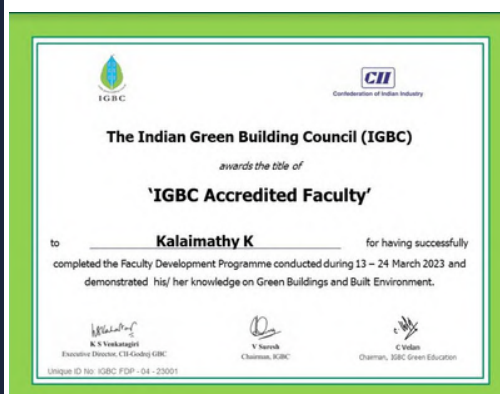 IGBC
CII
Confederation of Indian Industry
The Indian Green Building Council (IGBC)
awards the title of
'IGBC Accredited Faculty'
to Kalaimathy K for having successfully
completed the Faculty Development Programme conducted during 13 – 24 March 2023 and
demonstrated his/ her knowledge on Green Buildings and Built Environment.
K S Venkatagiri
Executive Director, CII-Godrej GBC
V Suresh
Chairman, IGBC
C Velan
Chairman, IGBC Green Education
Unique ID No: IGBC FDP - 04 - 23001